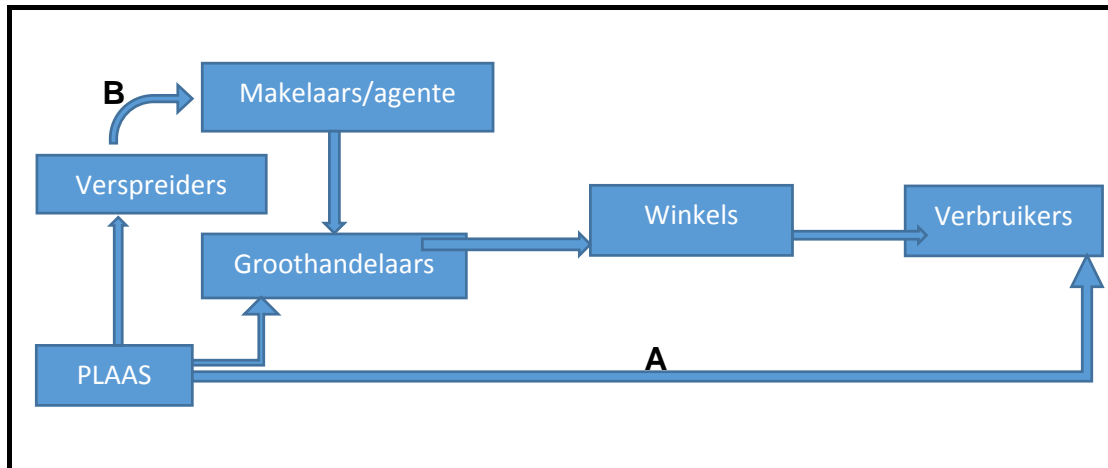 B
Makelaars/agente
Verspreiders
Winkels
Verbruikers
Groothandelaars
A
PLAAS